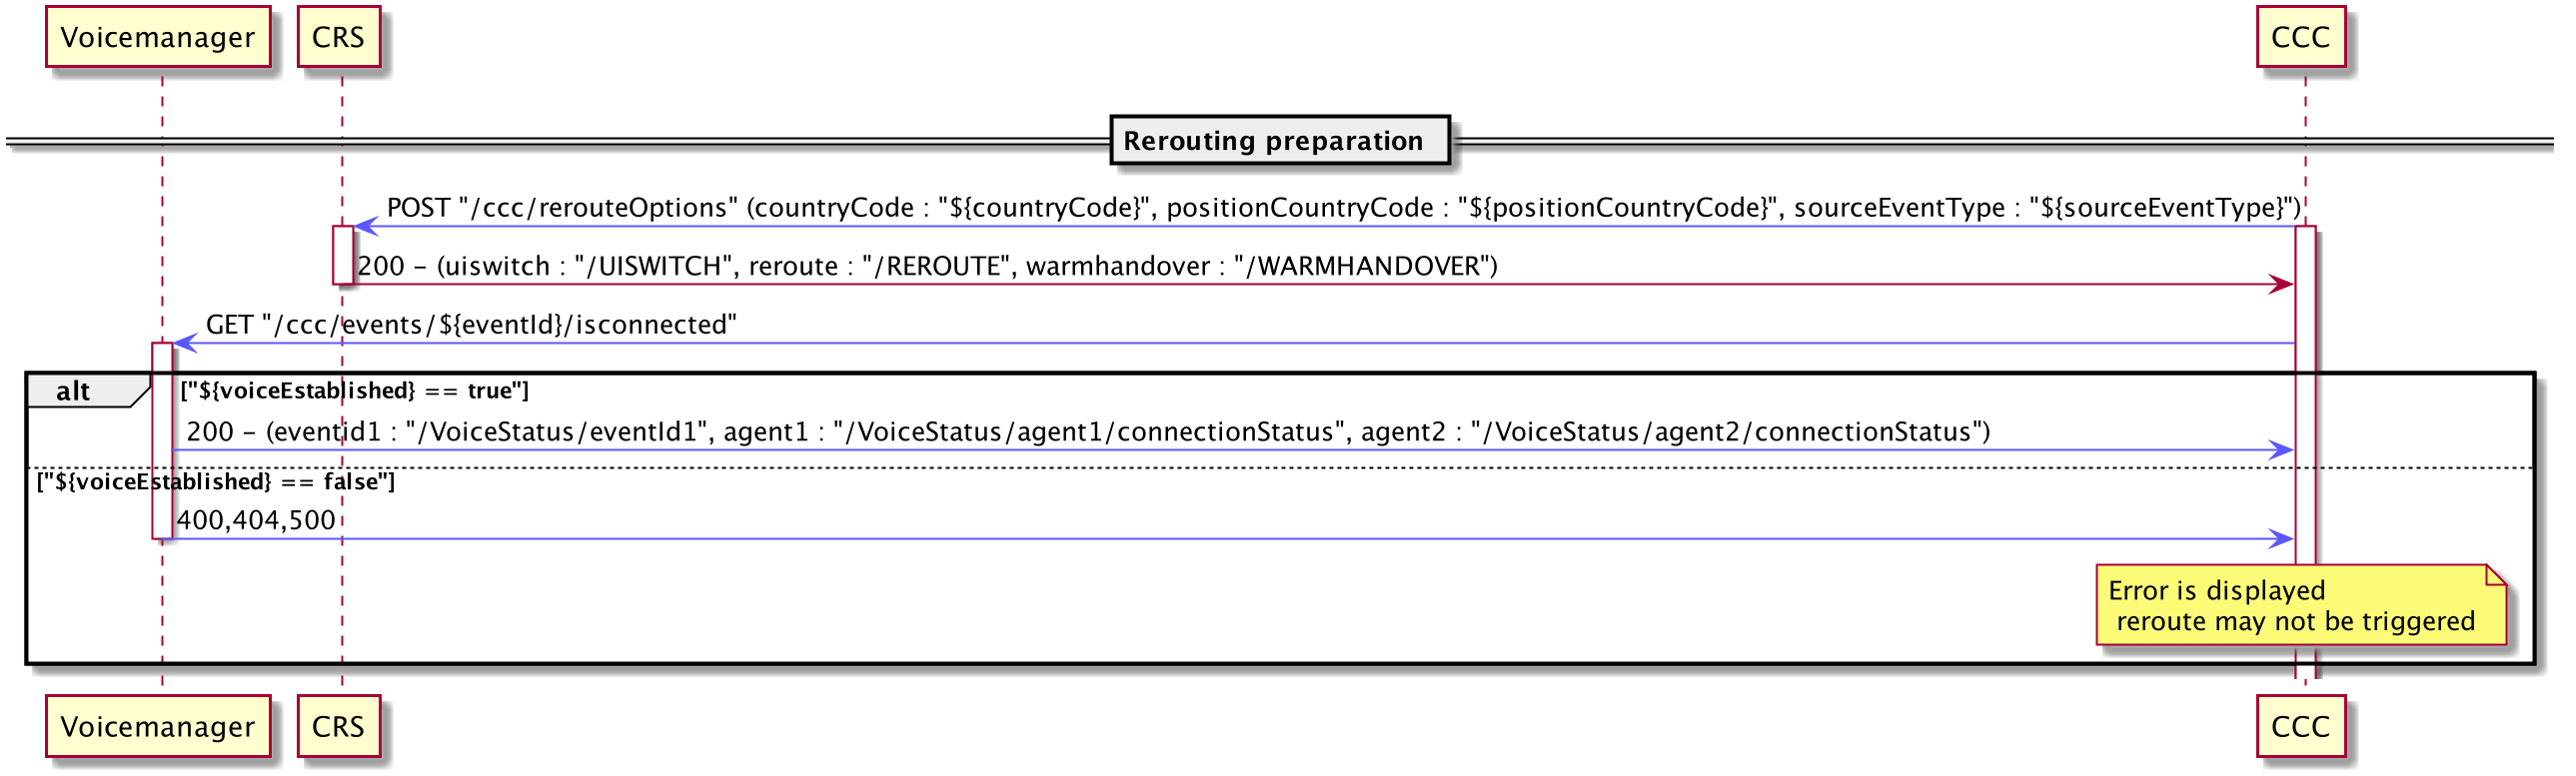 Voicemanager
CRS
CCC
Rerouting preparation
POST "/ccc/rerouteOptions" (countryCode : "${countryCode}", positionCountryCode : "${positionCountryCode}", sourceEventType : "${sourceEventType}")
200 - (uiswitch : "/UISWITCH", reroute : "/REROUTE", warmhandover : "/WARMHANDOVER")
GET "/ccc/events/${eventId}/isconnected"
alt
["${voiceEstablished} == true"]
200 - (eventid1 : "/VoiceStatus/eventId1", agent1 : "/VoiceStatus/agent1/connectionStatus", agent2 : "/VoiceStatus/agent2/connectionStatus")
["${voiceEstablished} == false"]
400,404,500
Error is displayed
reroute may not be triggered
Voicemanager
CRS
CCC